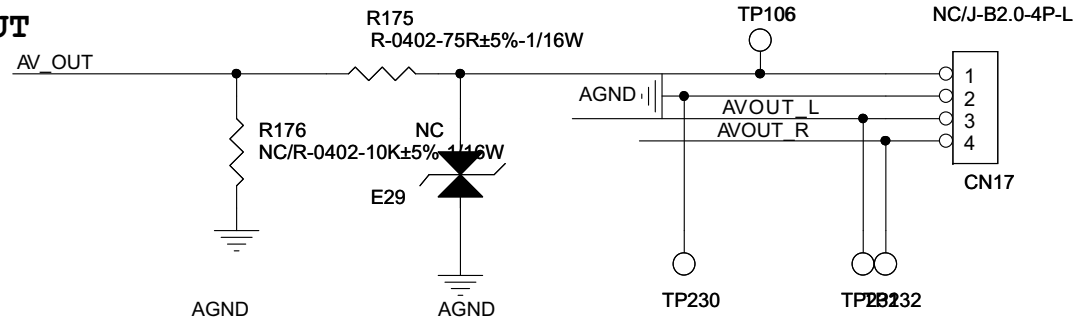 UT
R175
R-0402-75R±5%-1/16W
TP106
NC/J-B2.0-4P-L
AV_OUT
1
AGND
2
AVOUT_L
3
R176
NC
AVOUT_R
4
NC/R-0402-10K±5%-1/16W
CN17
E29
TP230
AGND
AGND